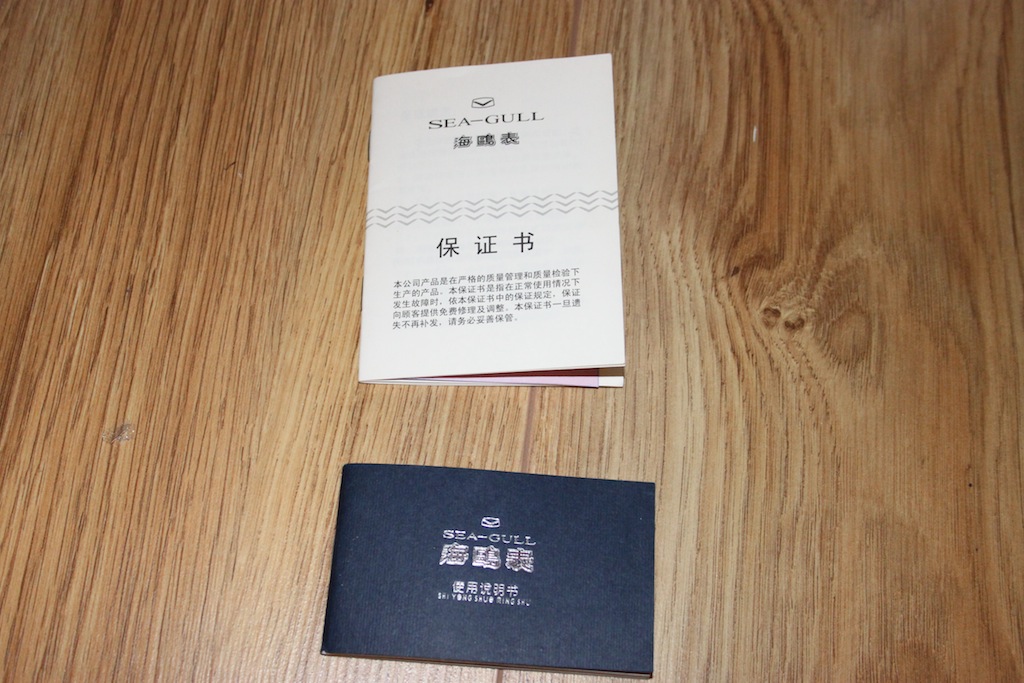 SEA-GULL
海鸥表
保证书
本公司产品是在严格的质量管理和质量检验下
生产的产品。本保证书是指在正常使用情况下
发生故障时，依本保证书中的保证规定，保证
向顾客提供免费修理及调整。本保证书一旦遗
失不再补发，请务必妥善保管。
SEA-GULL
海鸥表
使用说明书
SHI YONG SHUO MING SHU